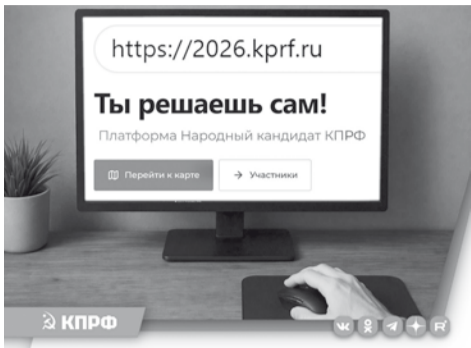 https://2026.kprf.ru
Ты решаешь сам!
Платформа Народный кандидат КПРФ
Перейти к карте
Участники
КПРФ